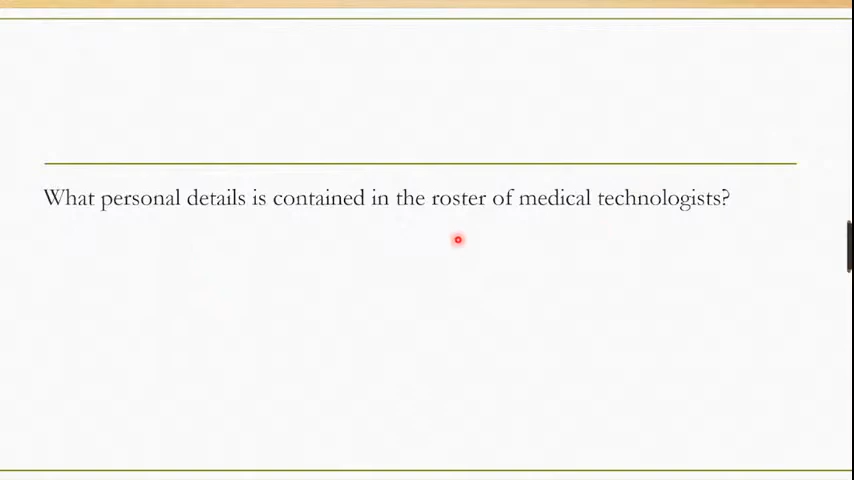 What personal details is contained in the roster of medical technologists?